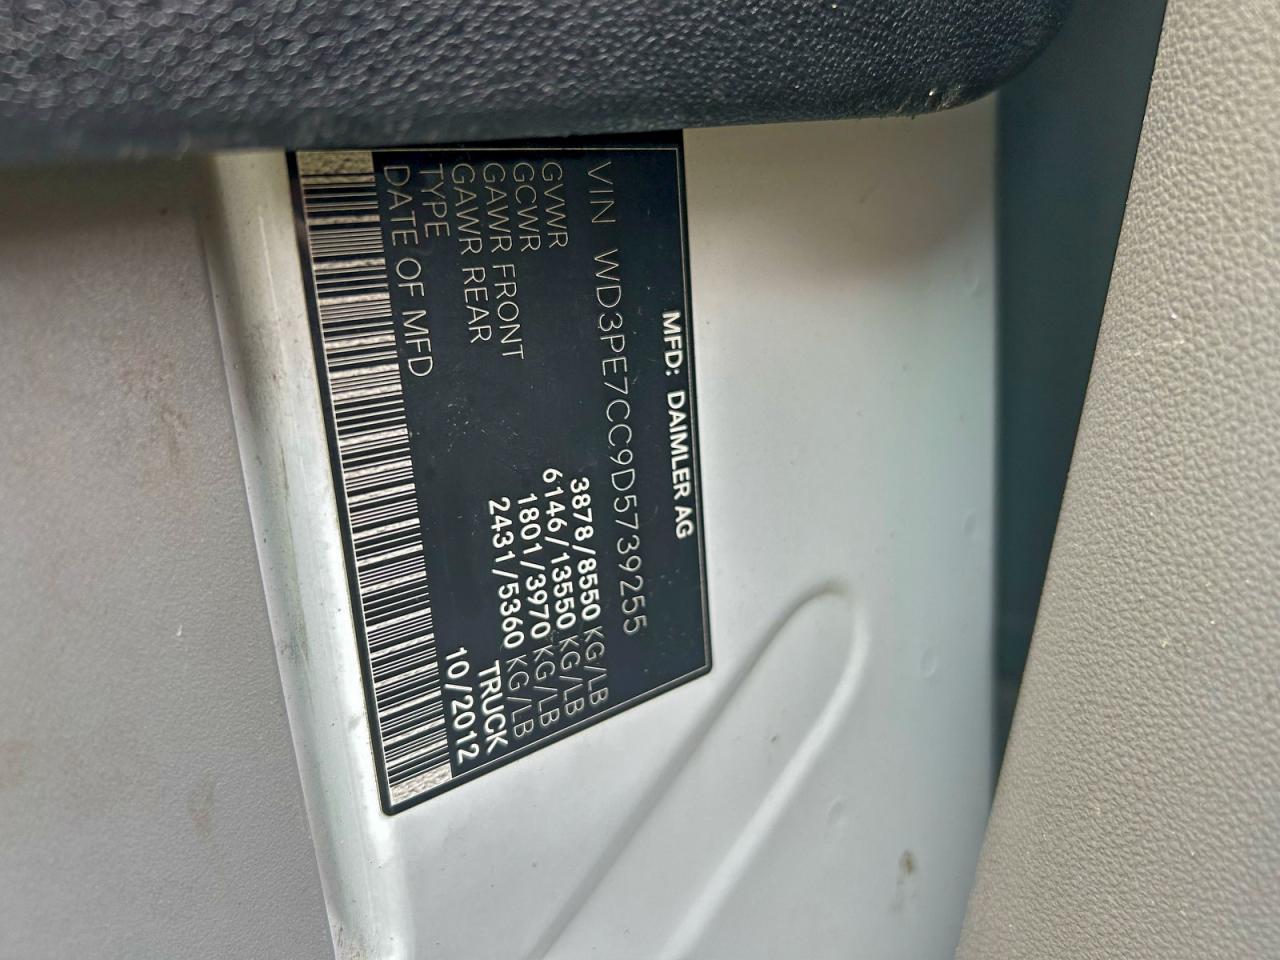 MFD: DAIMLER AG
VIN WD3PE7CC9D5739255
GVWR 3878/8550 KG/LB
GCWR 6146/13550 KG/LB
GAWR FRONT 1801/3970 KG/LB
GAWR REAR 2431/5360 KG/LB
TYPE TRUCK
DATE OF MFD 10/2012